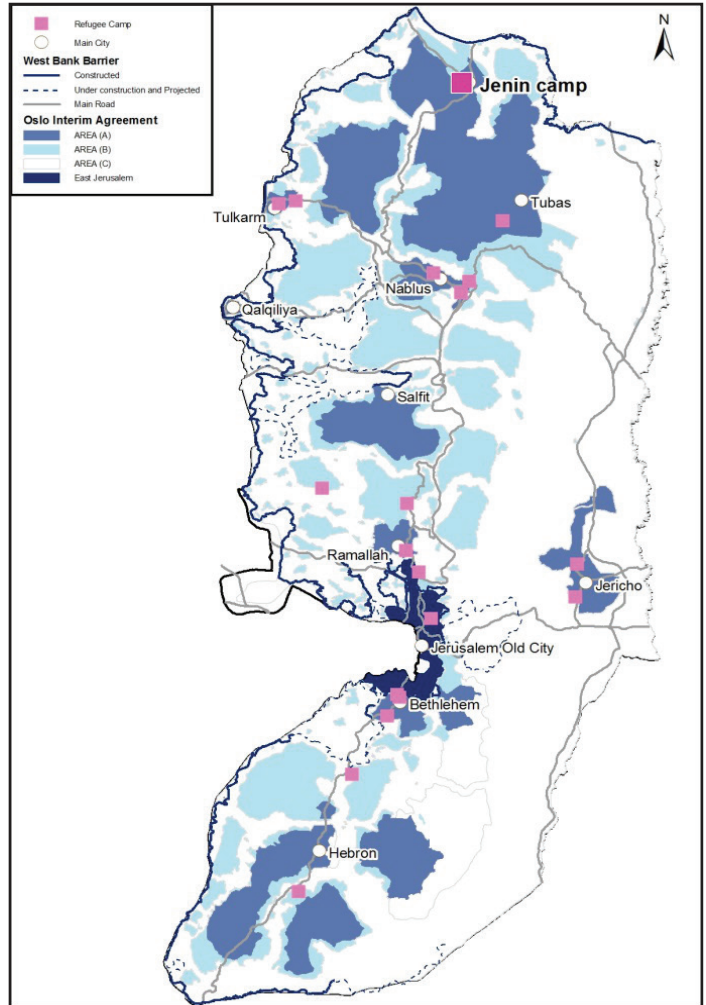 Refugee Camp
Main City
West Bank Barrier
Constructed
Under construction and Projected
Main Road
Oslo Interim Agreement
AREA (A)
AREA (B)
AREA (C)
East Jerusalem
N
Jenin camp
Tubas
Tulkarm
Nablus
Qalqiliya
Salfit
Ramallah
Jericho
Jerusalem Old City
Bethlehem
Hebron